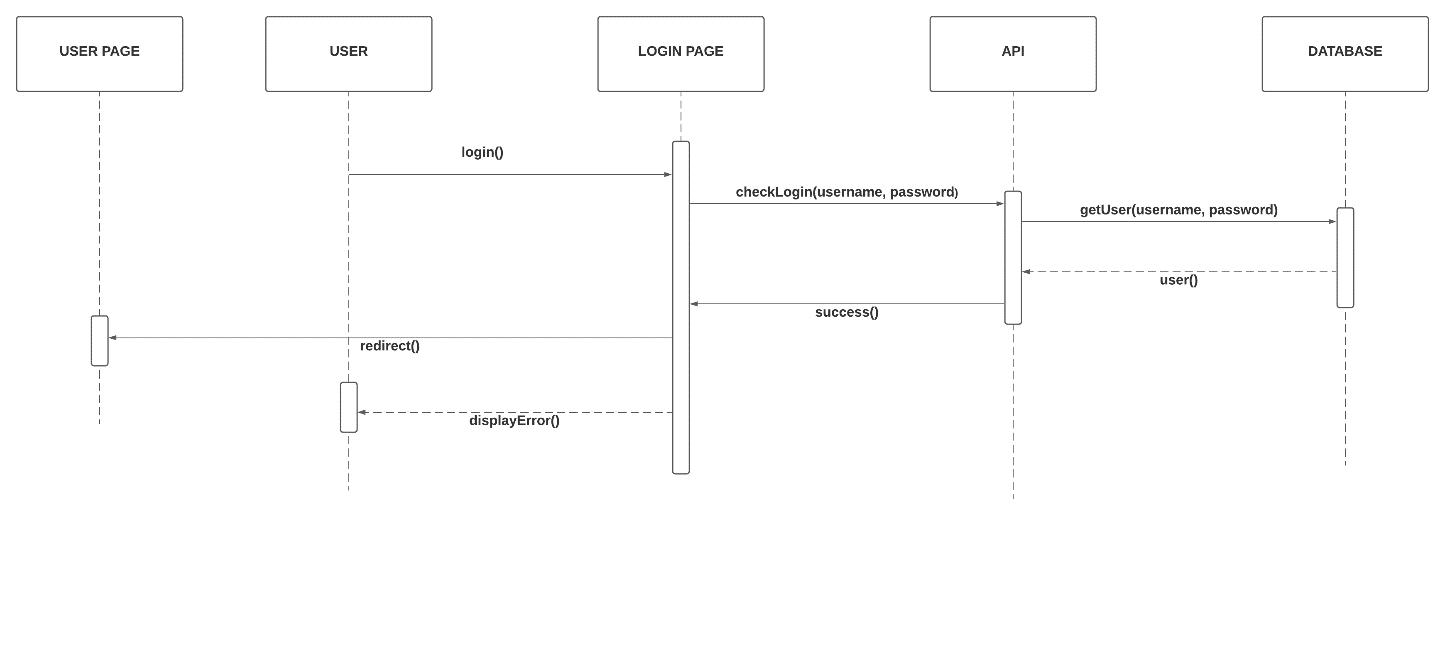 USER PAGE
USER
LOGIN PAGE
API
DATABASE
login()
checkLogin(username, password)
getUser(username, password)
user()
success()
redirect()
displayError()